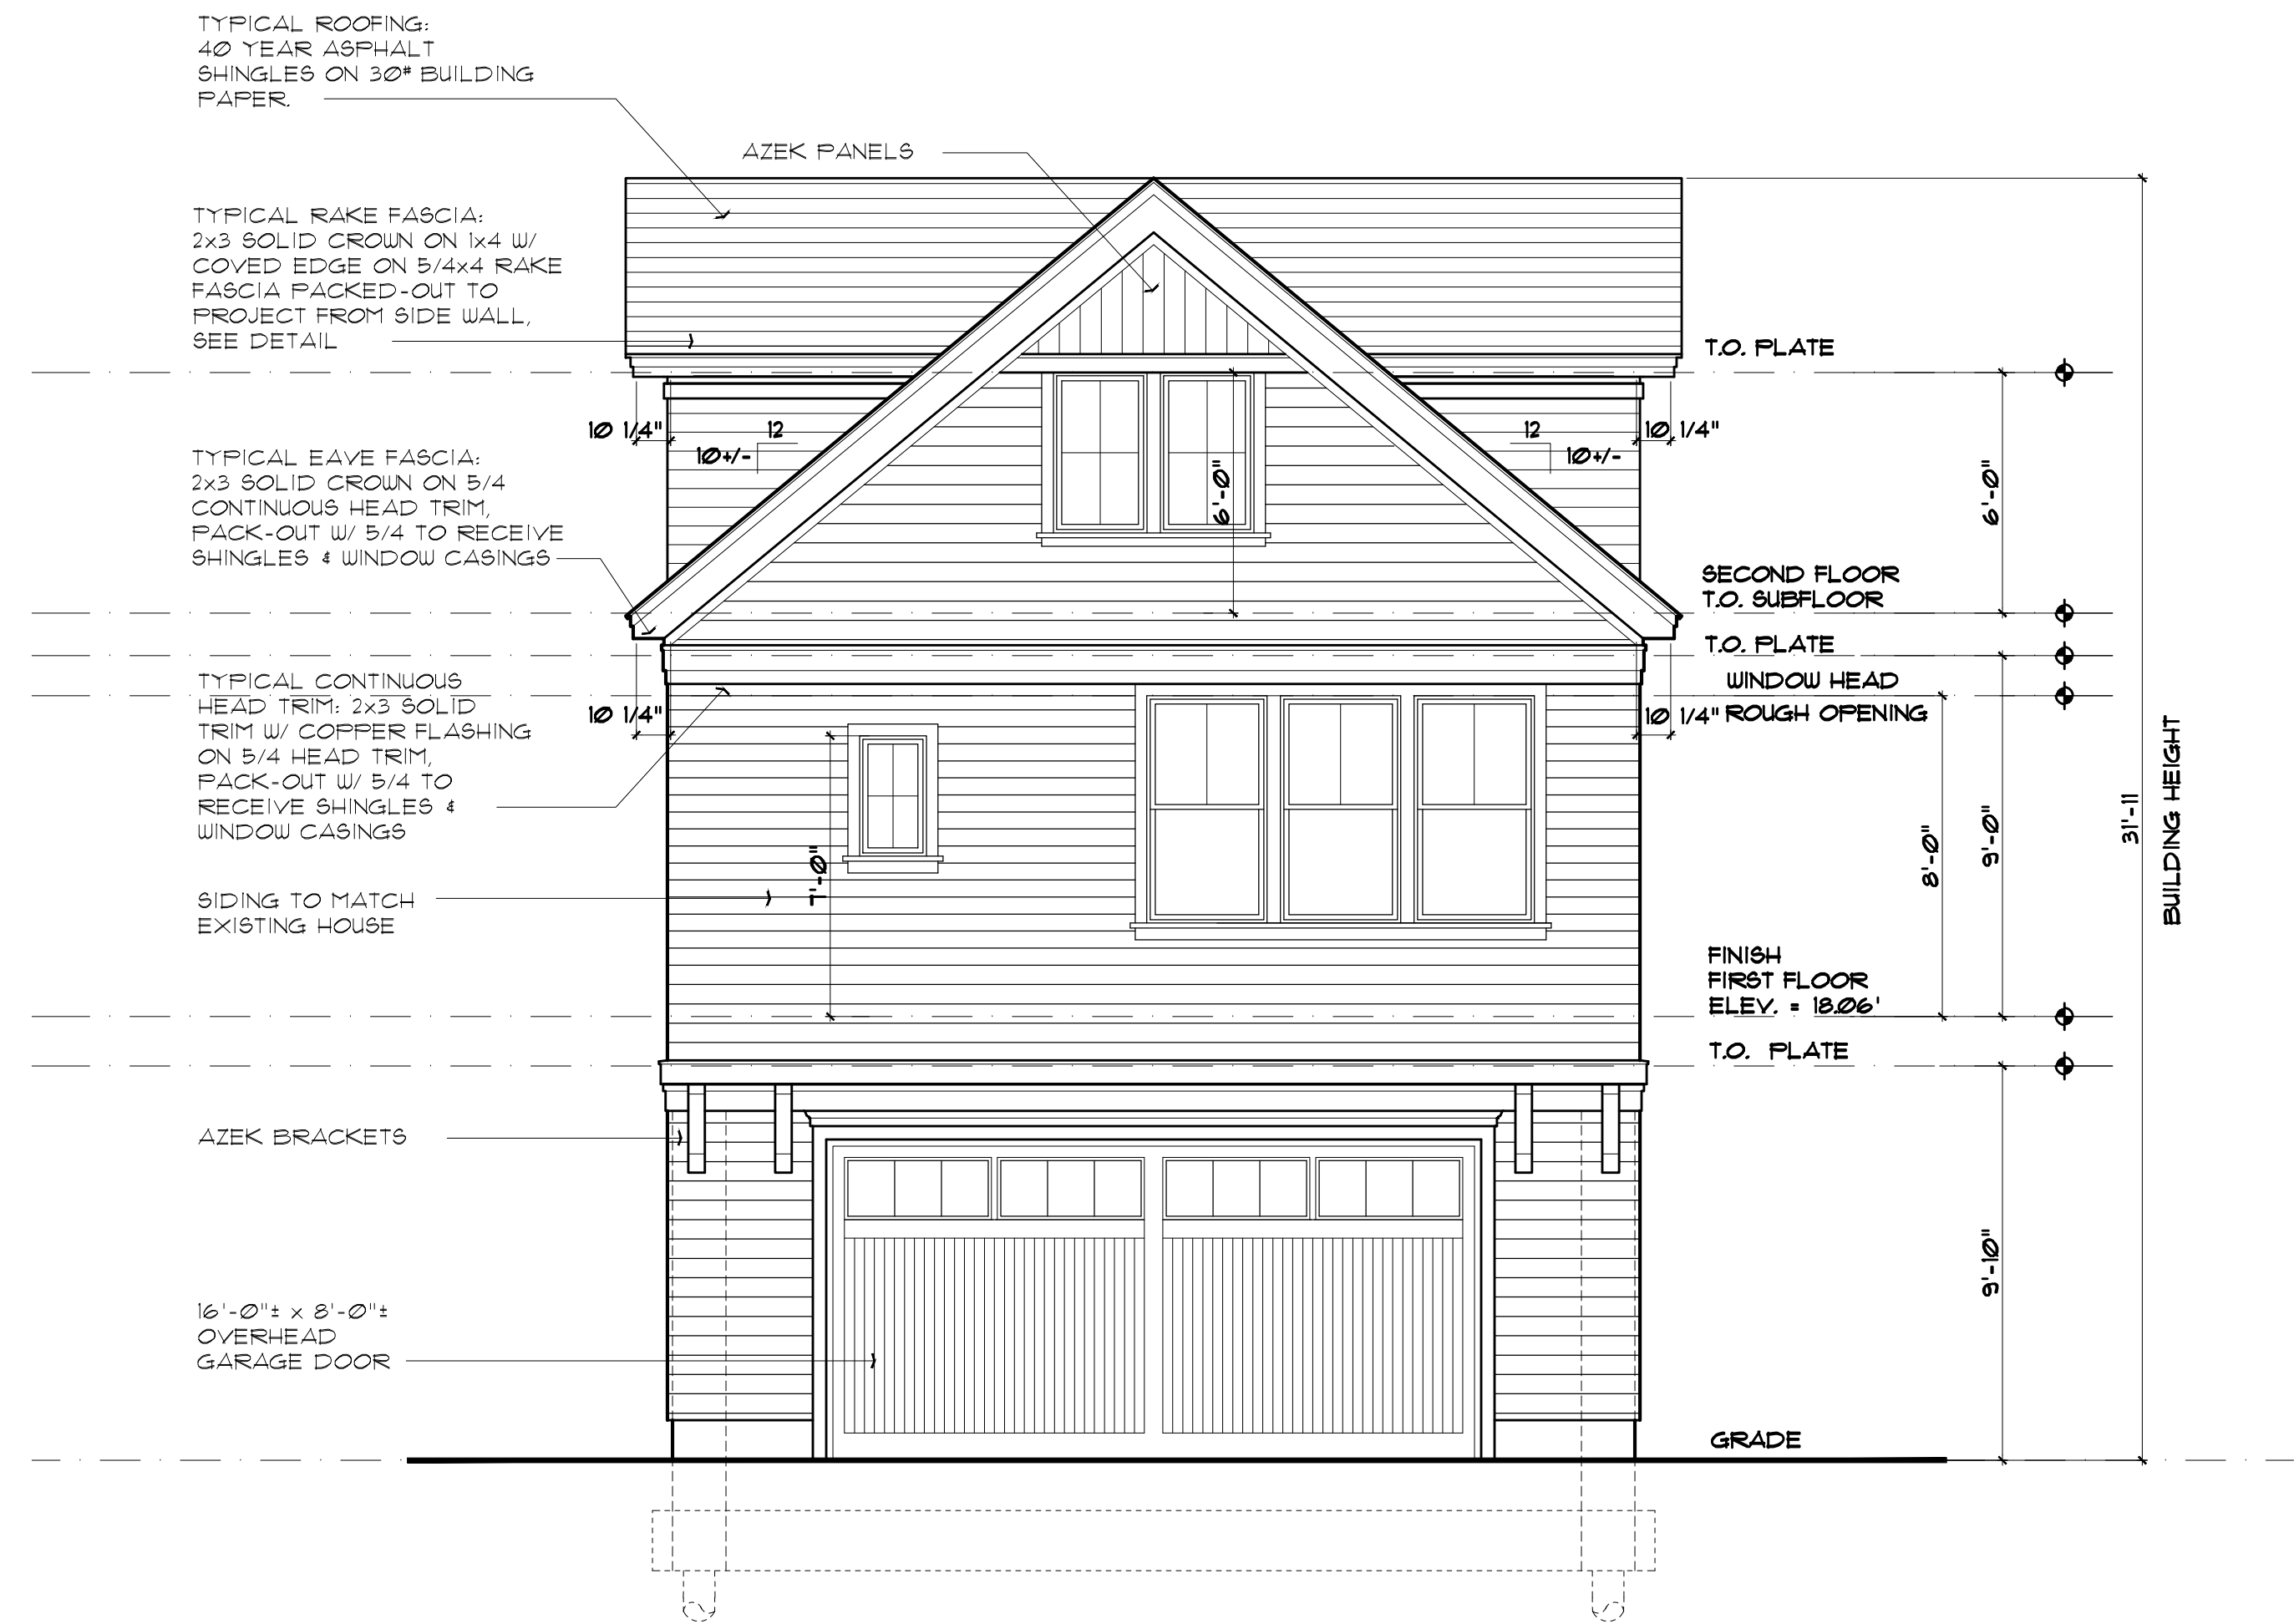 TYPICAL ROOFING:
40 YEAR ASPHALT
SHINGLES ON 30# BUILDING
PAPER.
AZEK PANELS
TYPICAL RAKE FASCIA:
2x3 SOLID CROWN ON 1x4 W/
COVED EDGE ON 5/4x4 RAKE
FASCIA PACKED-OUT TO
PROJECT FROM SIDE WALL,
SEE DETAIL
T.O. PLATE
10 1/4"
12
10+/-
12
10+/-
10 1/4"
TYPICAL EAVE FASCIA:
2x3 SOLID CROWN ON 5/4
CONTINUOUS HEAD TRIM,
PACK-OUT W/ 5/4 TO RECEIVE
SHINGLES & WINDOW CASINGS
6'-0"
6'-0"
SECOND FLOOR
T.O. SUBFLOOR
T.O. PLATE
TYPICAL CONTINUOUS
HEAD TRIM: 2x3 SOLID
TRIM W/ COPPER FLASHING
ON 5/4 HEAD TRIM,
PACK-OUT W/ 5/4 TO
RECEIVE SHINGLES &
WINDOW CASINGS
10 1/4"
10 1/4"
WINDOW HEAD
ROUGH OPENING
7'-0"
8'-0"
9'-0"
31'-11
BUILDING HEIGHT
SIDING TO MATCH
EXISTING HOUSE
FINISH
FIRST FLOOR
ELEV. = 18.06'
T.O. PLATE
AZEK BRACKETS
9'-10"
16'-0"± x 8'-0"±
OVERHEAD
GARAGE DOOR
GRADE